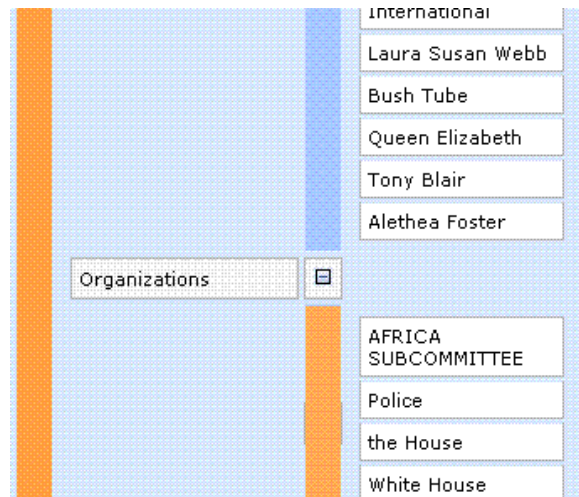 International
Laura Susan Webb
Bush Tube
Queen Elizabeth
Tony Blair
Alethea Foster
Organizations
AFRICA
SUBCOMMITTEE
Police
the House
White House